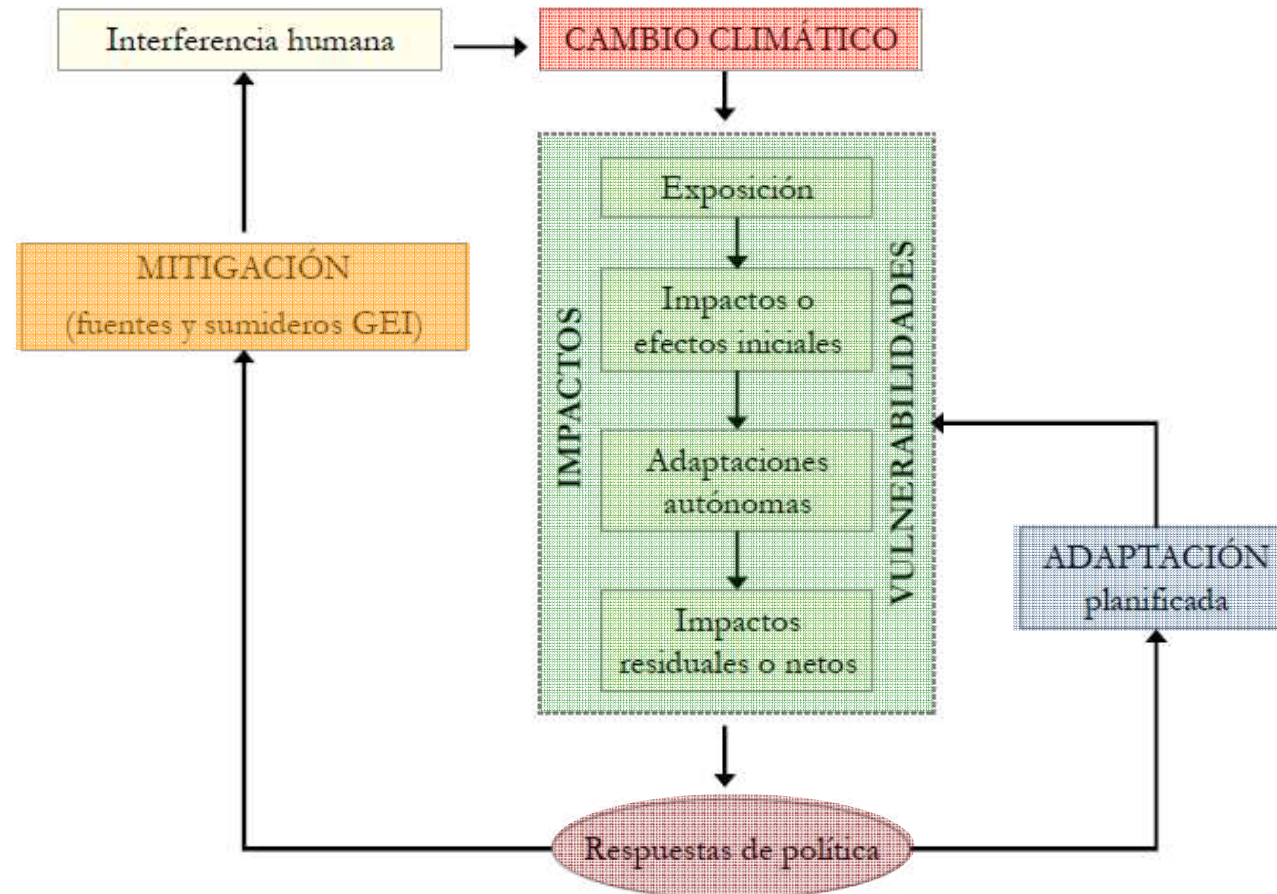 Interferencia humana
CAMBIO CLIMÁTICO
Exposición
MITIGACIÓN
(fuentes y sumideros GEI)
Impactos o
efectos iniciales
IMPACTOS
VULNERABILIDADES
Adaptaciones
autónomas
ADAPTACIÓN
planificada
Impactos
residuales o netos
Respuestas de política